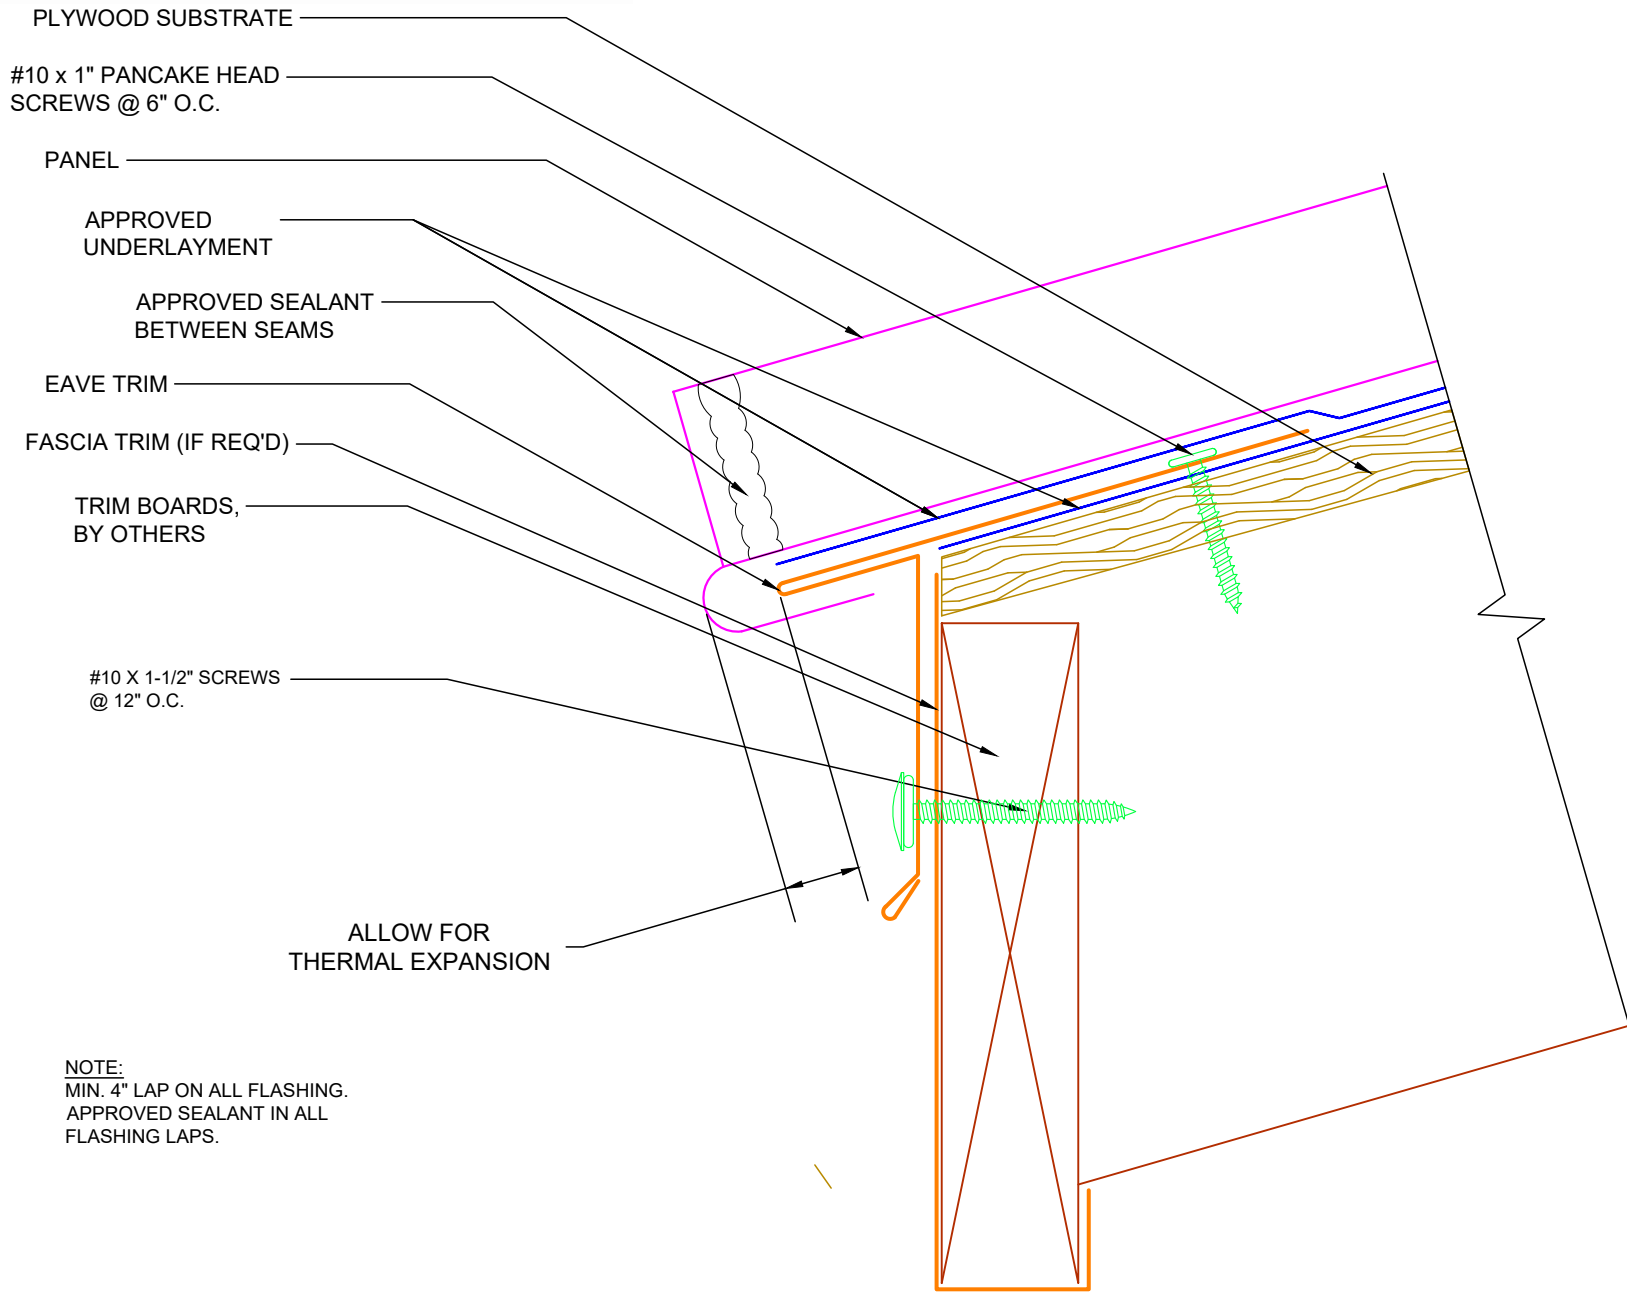 PLYWOOD SUBSTRATE
#10 x 1" PANCAKE HEAD
SCREWS @ 6" O.C.
PANEL
APPROVED
UNDERLAYMENT
APPROVED SEALANT
BETWEEN SEAMS
EAVE TRIM
FASCIA TRIM (IF REQ'D)
TRIM BOARDS,
BY OTHERS
#10 X 1-1/2" SCREWS
@ 12" O.C.
ALLOW FOR
THERMAL EXPANSION
NOTE:
MIN. 4" LAP ON ALL FLASHING.
APPROVED SEALANT IN ALL
FLASHING LAPS.